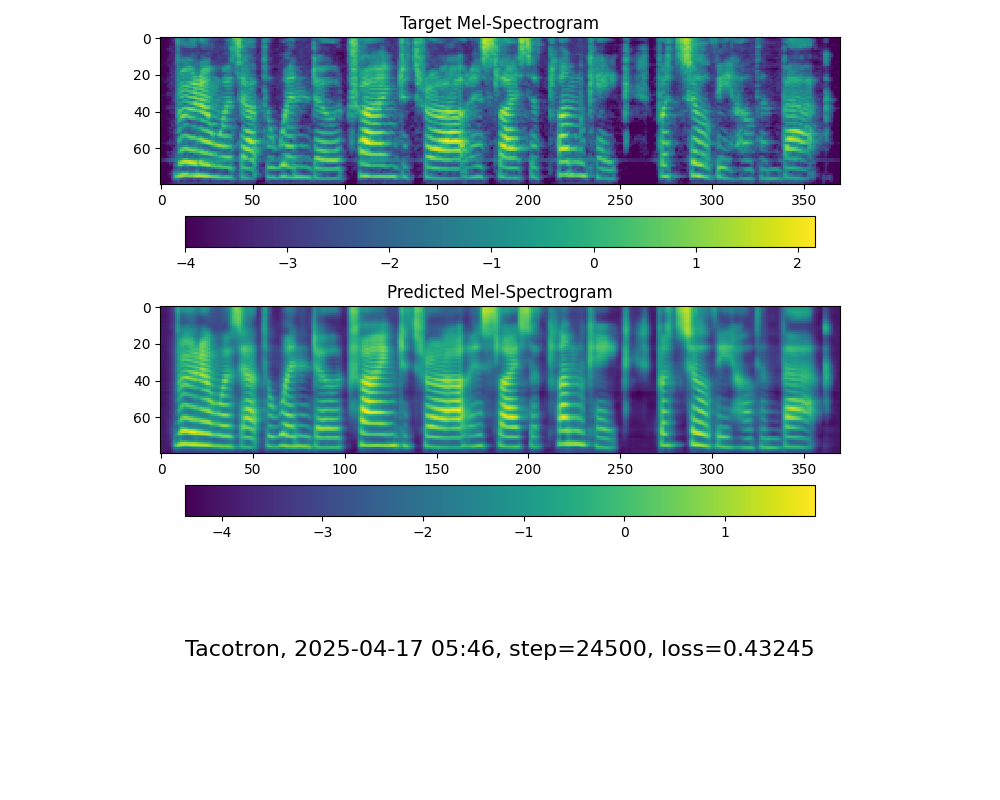 Target Mel-Spectrogram
0
20
40
60
0 50 100 150 200 250 300 350
−4 −3 −2 −1 0 1 2
Predicted Mel-Spectrogram
0
20
40
60
0 50 100 150 200 250 300 350
−4 −3 −2 −1 0 1
Tacotron, 2025-04-17 05:46, step=24500, loss=0.43245